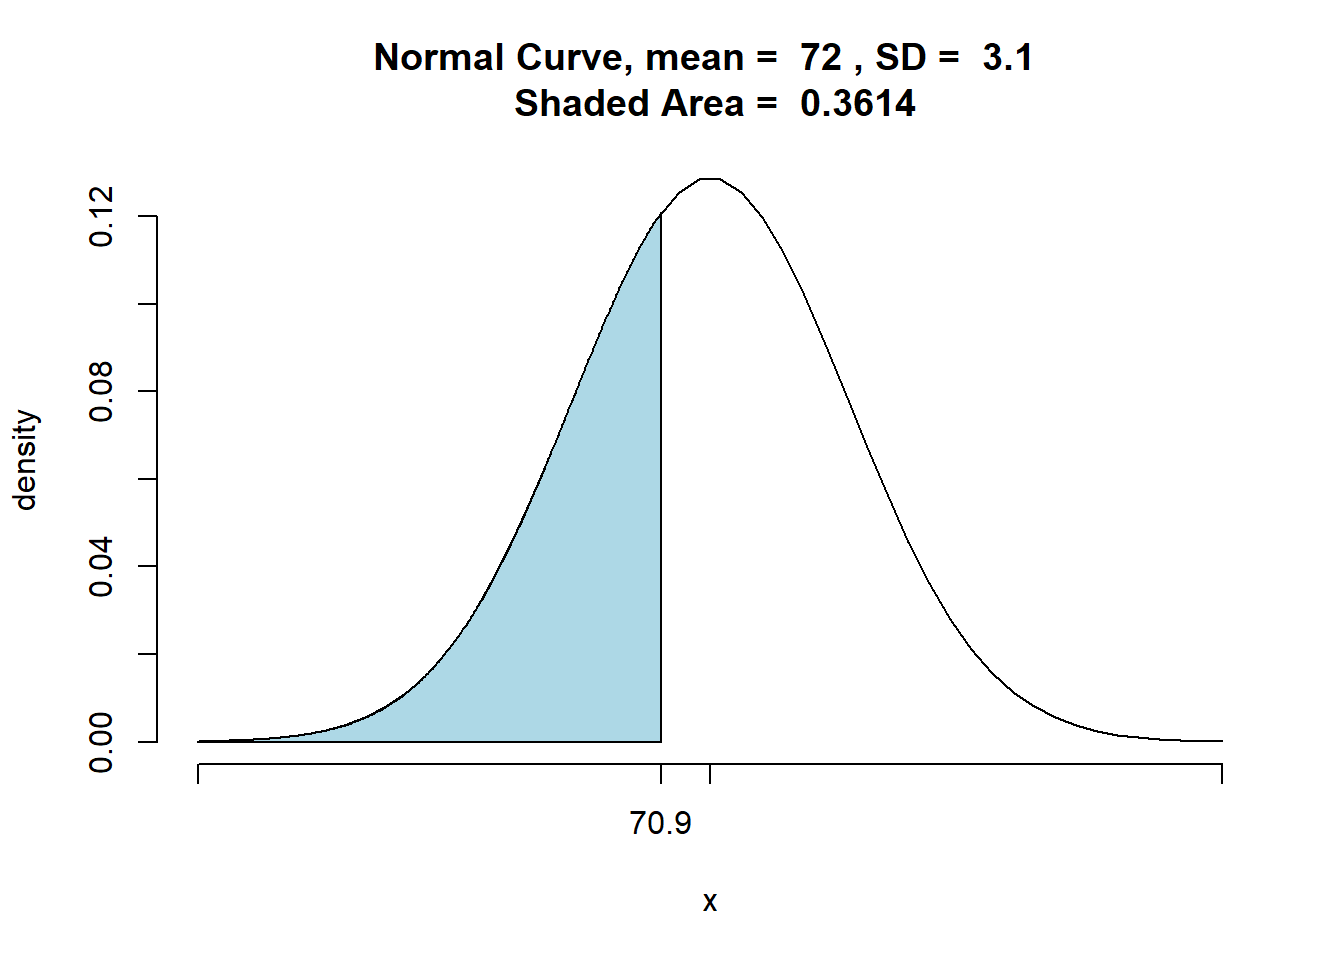 Normal Curve, mean =  72 , SD =  3.1
Shaded Area =  0.3614
0.12
0.08
0.04
0.00
density
70.9
x